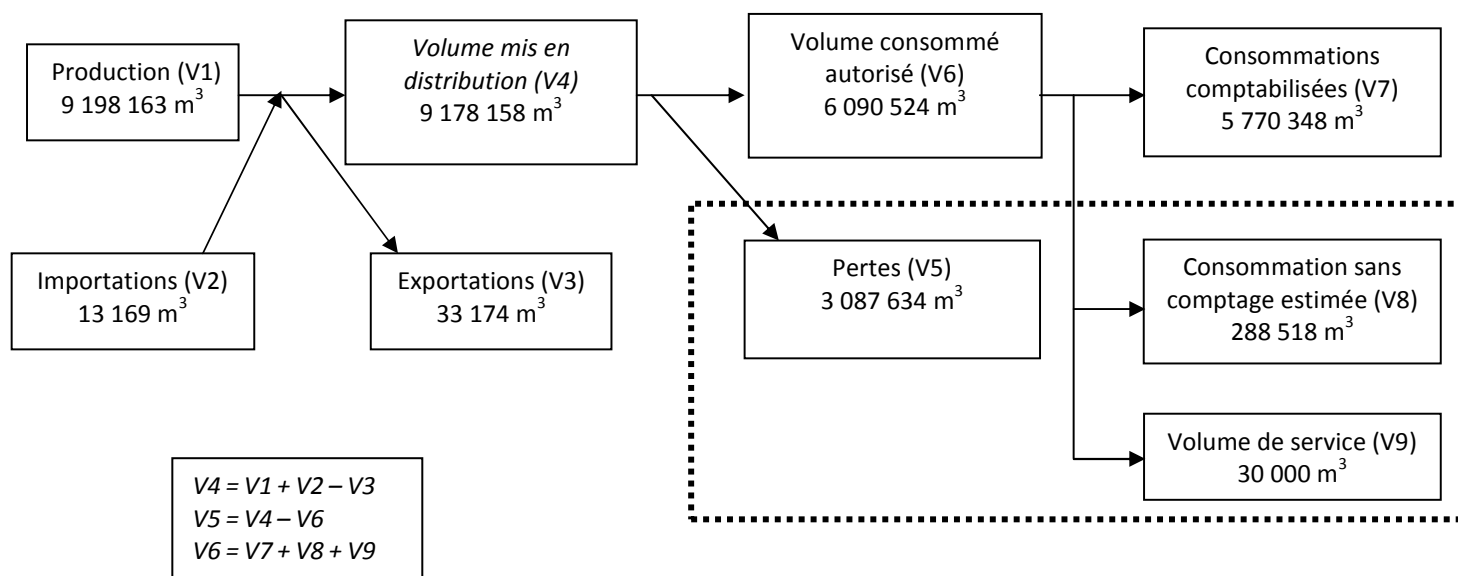 Production (V1)
9 198 163 m³
Volume mis en
distribution (V4)
9 178 158 m³
Volume consommé
autorisé (V6)
6 090 524 m³
Consommations
comptabilisées (V7)
5 770 348 m³
Importations (V2)
13 169 m³
Exportations (V3)
33 174 m³
Pertes (V5)
3 087 634 m³
Consommation sans
comptage estimée (V8)
288 518 m³
Volume de service (V9)
30 000 m³
V4 = V1 + V2 – V3
V5 = V4 – V6
V6 = V7 + V8 + V9